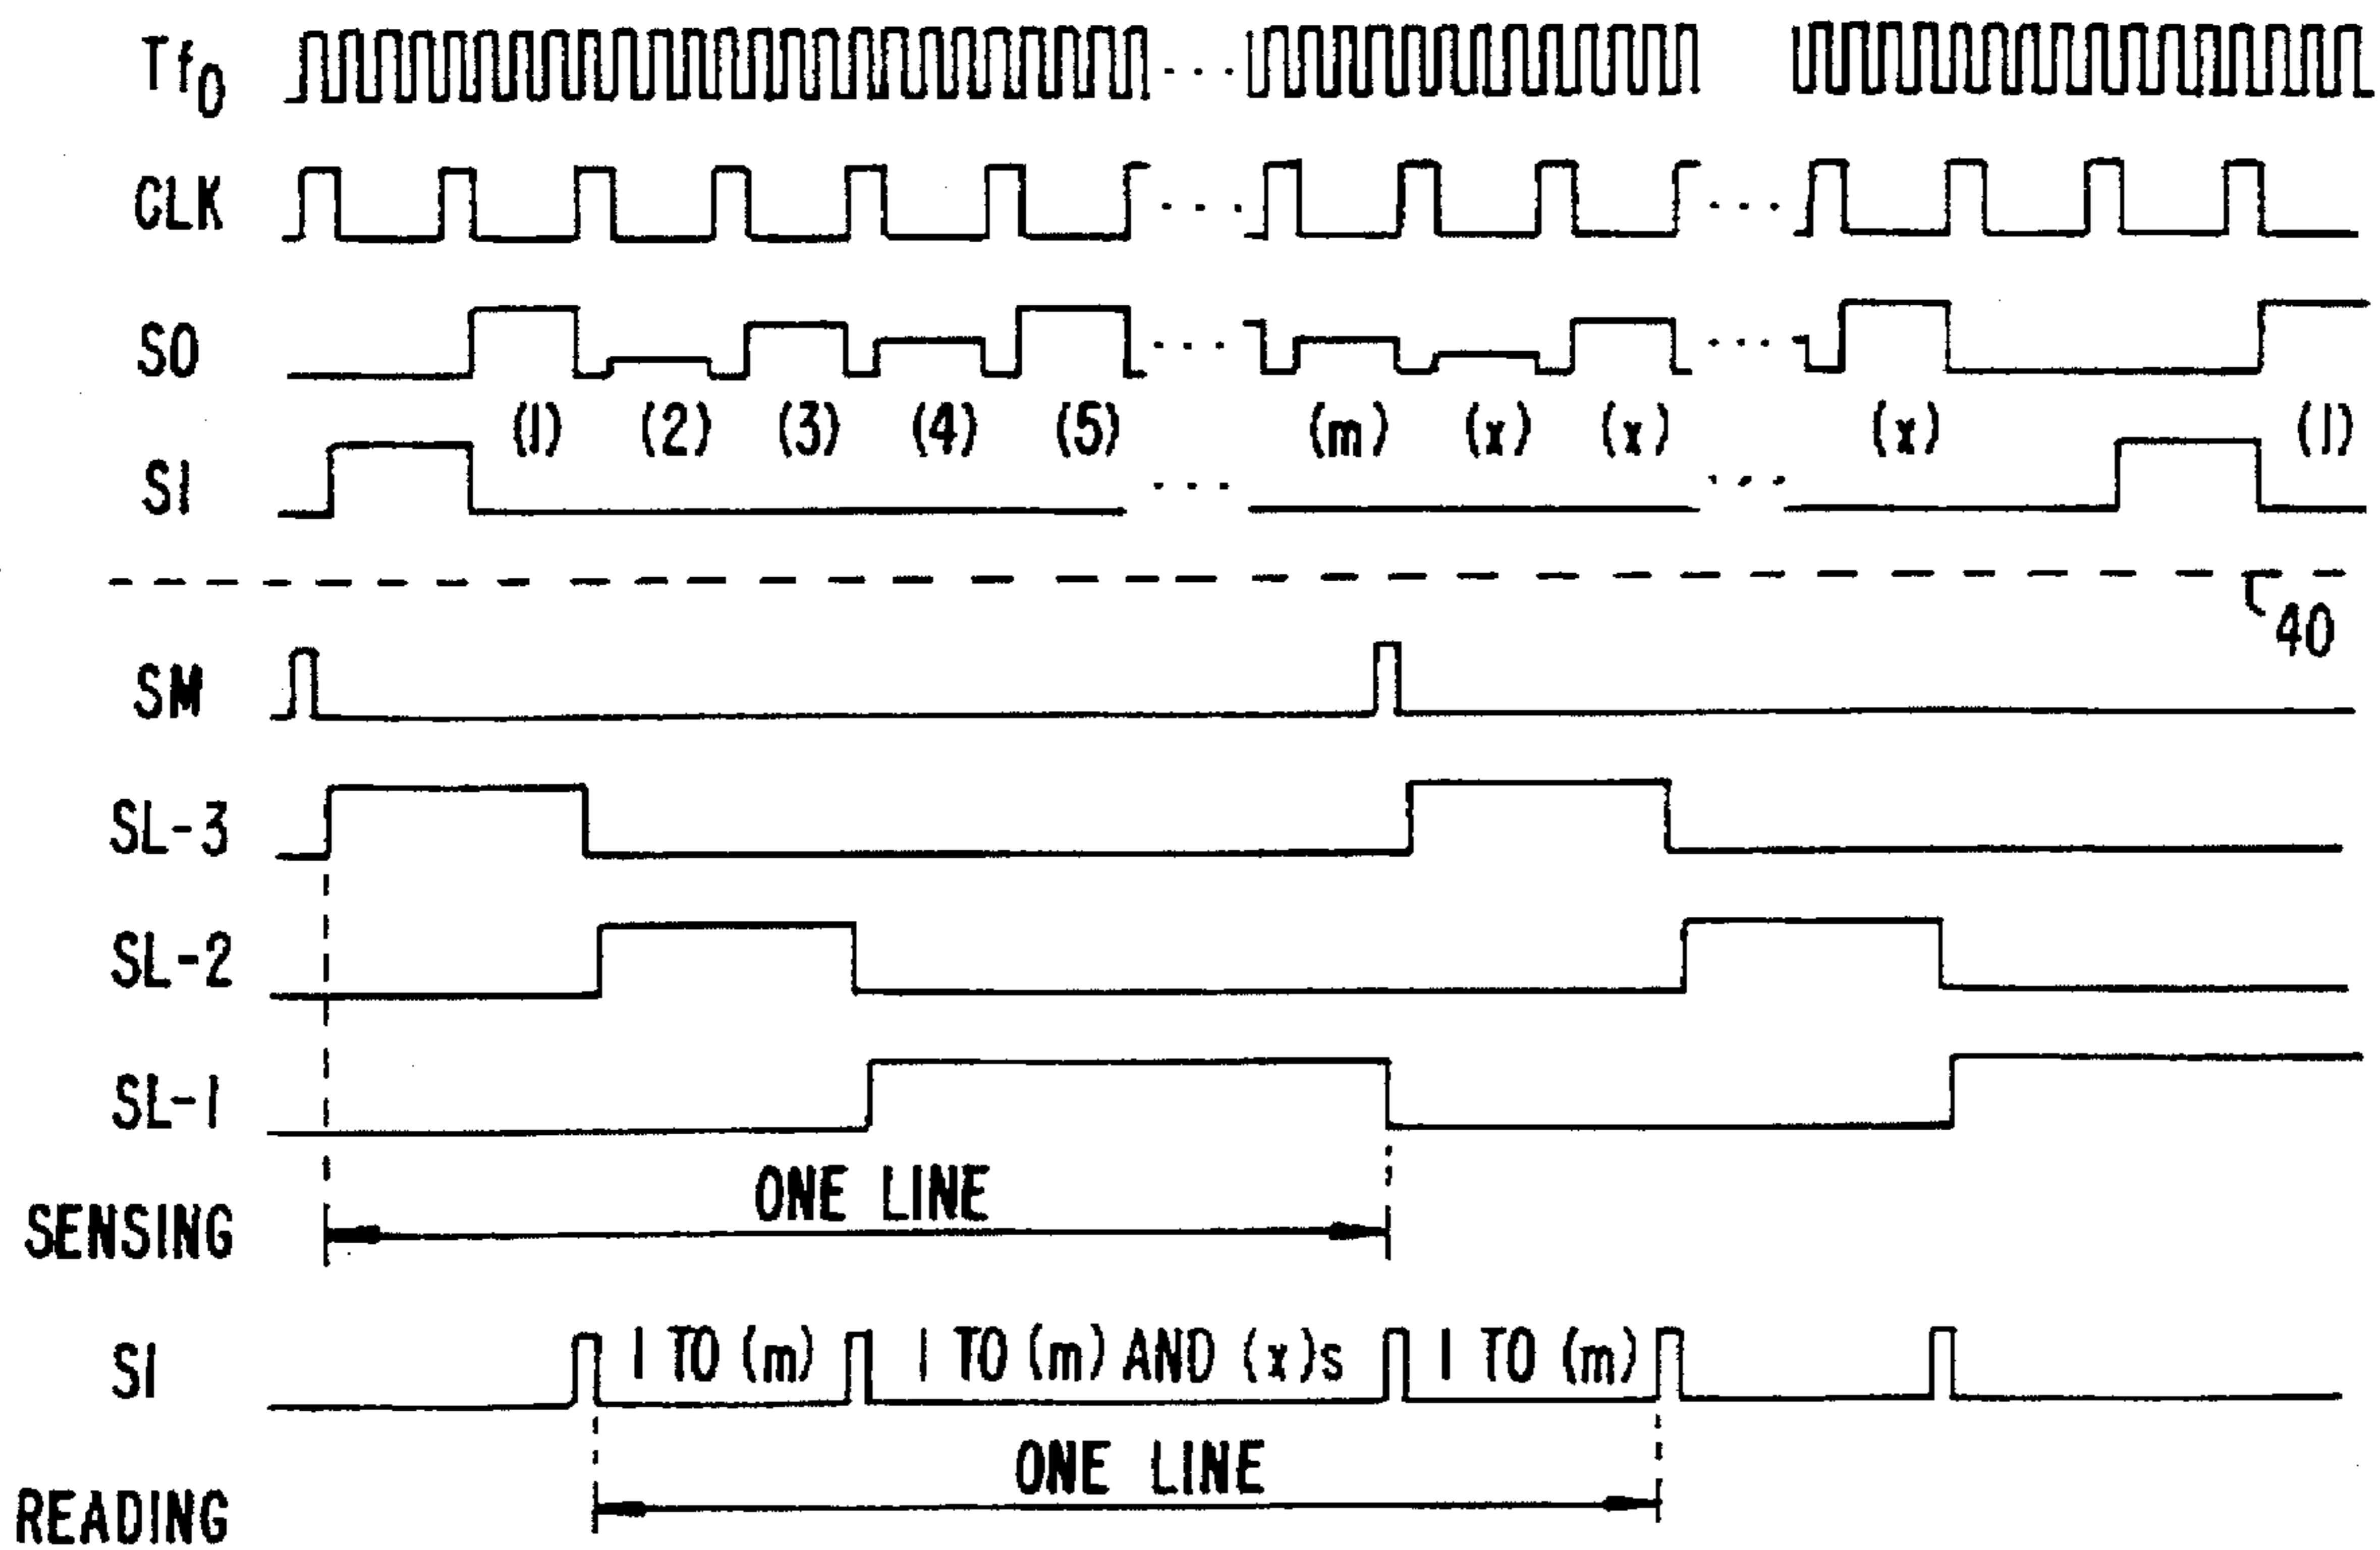 Tf0
CLK
SO
(1) (2) (3) (4) (5) (m) (x) (x) (x) (1)
SI
40
SM
SL-3
SL-2
SL-1
ONE LINE
SENSING
SI 1 TO (m) 1 TO (m) AND (x)s 1 TO (m)
ONE LINE
READING